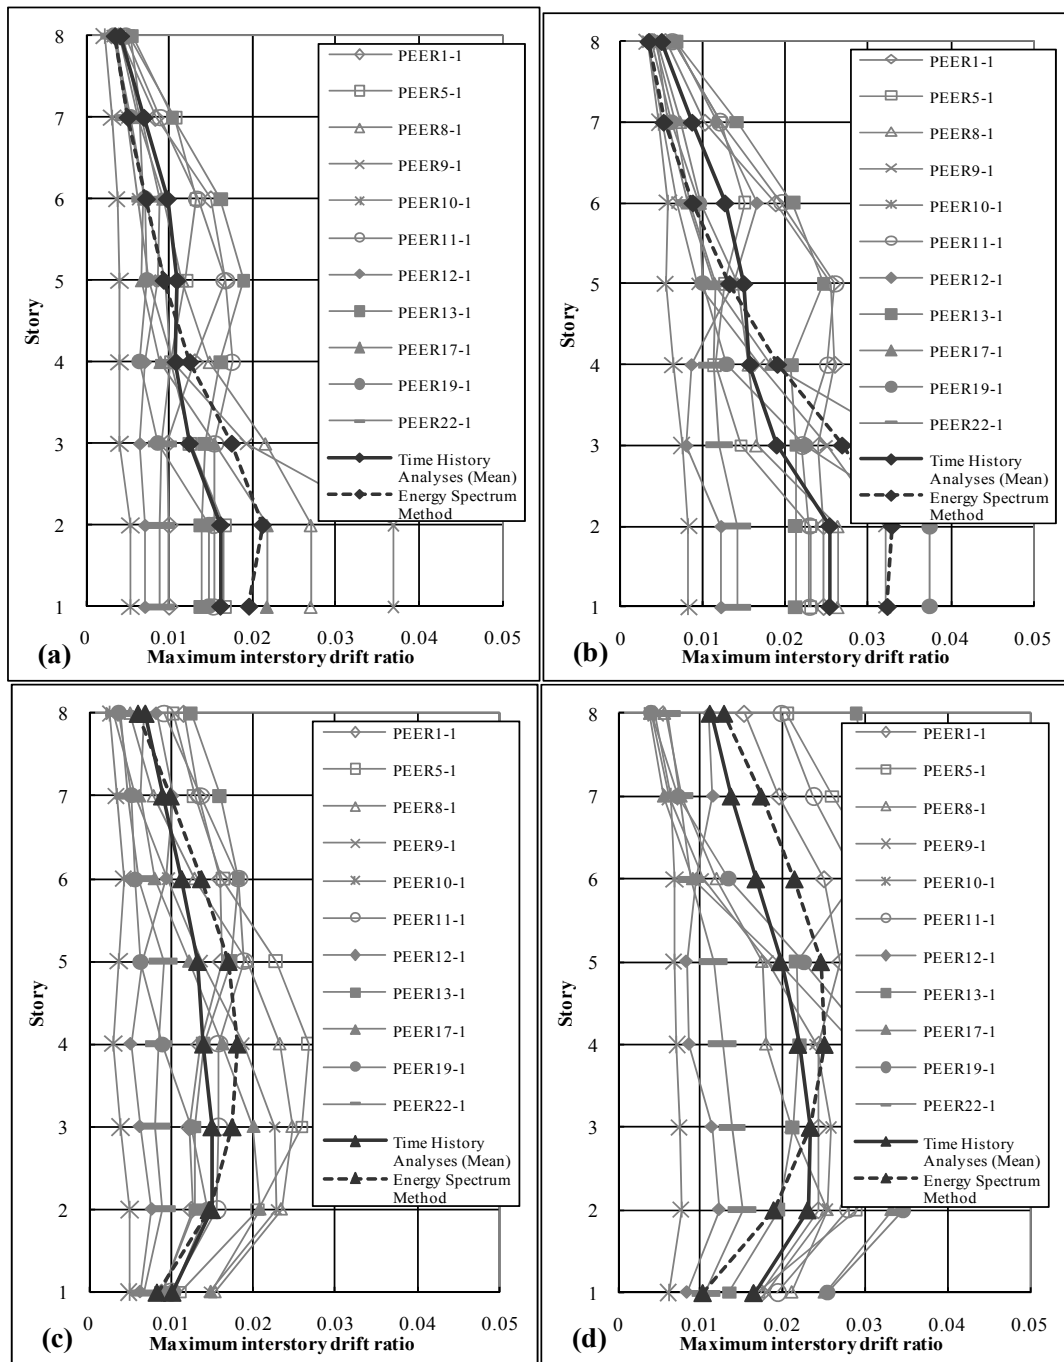 8
7
6
5
4
3
2
1
Story
0
0.01
0.02
0.03
0.04
0.05
Maximum interstory drift ratio
(a)
PEER1-1
PEER5-1
PEER8-1
PEER9-1
PEER10-1
PEER11-1
PEER12-1
PEER13-1
PEER17-1
PEER19-1
PEER22-1
Time History
Analyses (Mean)
Energy Spectrum
Method
8
7
6
5
4
3
2
1
Story
0
0.01
0.02
0.03
0.04
0.05
Maximum interstory drift ratio
(b)
PEER1-1
PEER5-1
PEER8-1
PEER9-1
PEER10-1
PEER11-1
PEER12-1
PEER13-1
PEER17-1
PEER19-1
PEER22-1
Time History
Analyses (Mean)
Energy Spectrum
Method
8
7
6
5
4
3
2
1
Story
0
0.01
0.02
0.03
0.04
0.05
Maximum interstory drift ratio
(c)
PEER1-1
PEER5-1
PEER8-1
PEER9-1
PEER10-1
PEER11-1
PEER12-1
PEER13-1
PEER17-1
PEER19-1
PEER22-1
Time History
Analyses (Mean)
Energy Spectrum
Method
8
7
6
5
4
3
2
1
Story
0
0.01
0.02
0.03
0.04
0.05
Maximum interstory drift ratio
(d)
PEER1-1
PEER5-1
PEER8-1
PEER9-1
PEER10-1
PEER11-1
PEER12-1
PEER13-1
PEER17-1
PEER19-1
PEER22-1
Time History
Analyses (Mean)
Energy Spectrum
Method